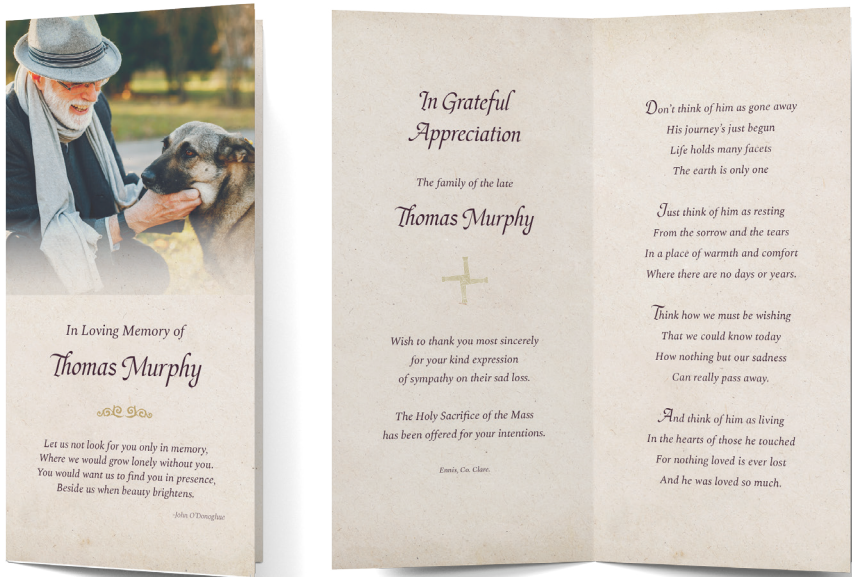 In Loving Memory of
Thomas Murphy
Let us not look for you only in memory,
Where we would grow lonely without you.
You would want us to find you in presence,
Beside us when beauty brightens.
-John O'Donoghue
In Grateful
Appreciation
The family of the late
Thomas Murphy
Wish to thank you most sincerely
for your kind expression
of sympathy on their sad loss.
The Holy Sacrifice of the Mass
has been offered for your intentions.
Ennis, Co. Clare.
Don't think of him as gone away
His journey's just begun
Life holds many facets
The earth is only one
Just think of him as resting
From the sorrow and the tears
In a place of warmth and comfort
Where there are no days or years.
Think how we must be wishing
That we could know today
How nothing but our sadness
Can really pass away.
And think of him as living
In the hearts of those he touched
For nothing loved is ever lost
And he was loved so much.